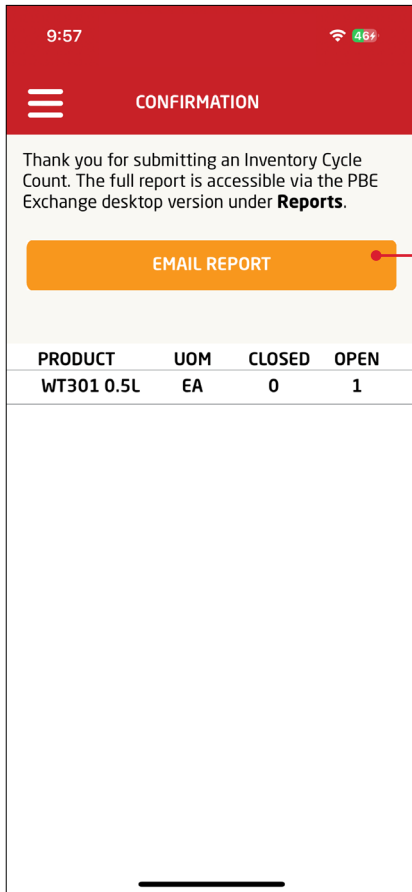 9:57
46
CONFIRMATION
Thank you for submitting an Inventory Cycle
Count. The full report is accessible via the PBE
Exchange desktop version under Reports.
EMAIL REPORT
PRODUCT UOM CLOSED OPEN
WT301 0.5L EA 0 1